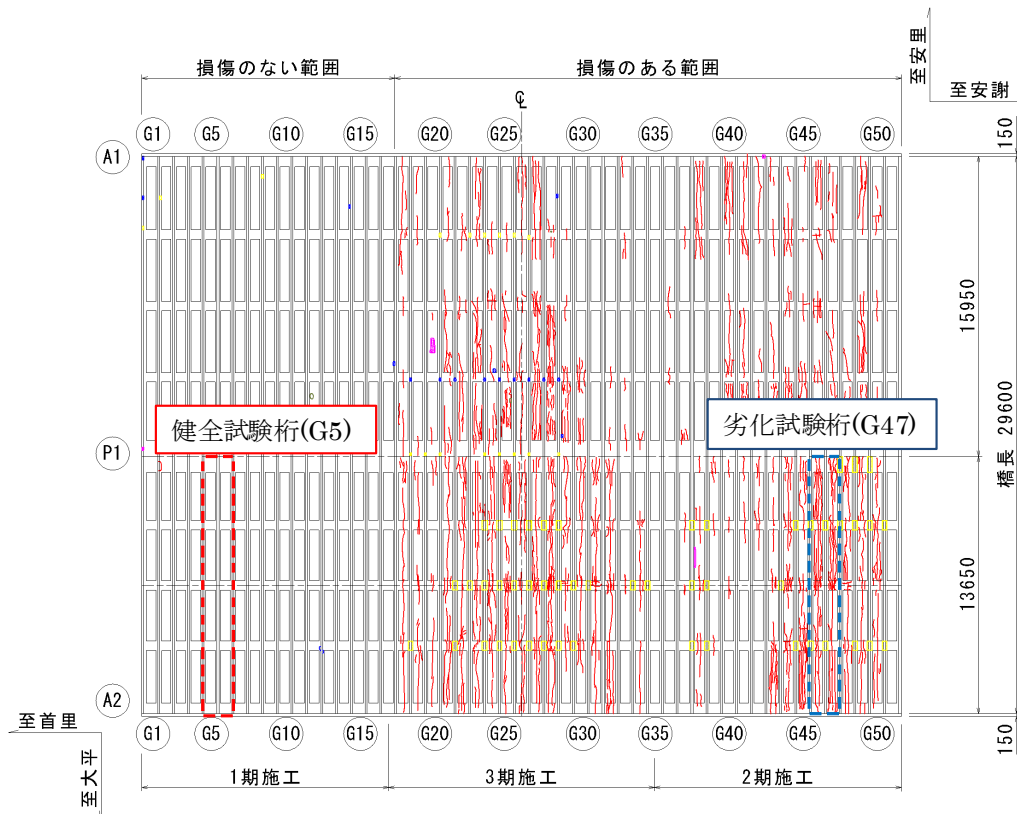 損傷のない範囲
損傷のある範囲
至安里
至安謝
℄
G1 G5 G10 G15 G20 G25 G30 G35 G40 G45 G50
150
A1
15950
健全試験桁(G5)
劣化試験桁(G47)
P1
橋長 29600
13650
A2
150
至首里
至大平
G1 G5 G10 G15 G20 G25 G30 G35 G40 G45 G50
1期施工
3期施工
2期施工